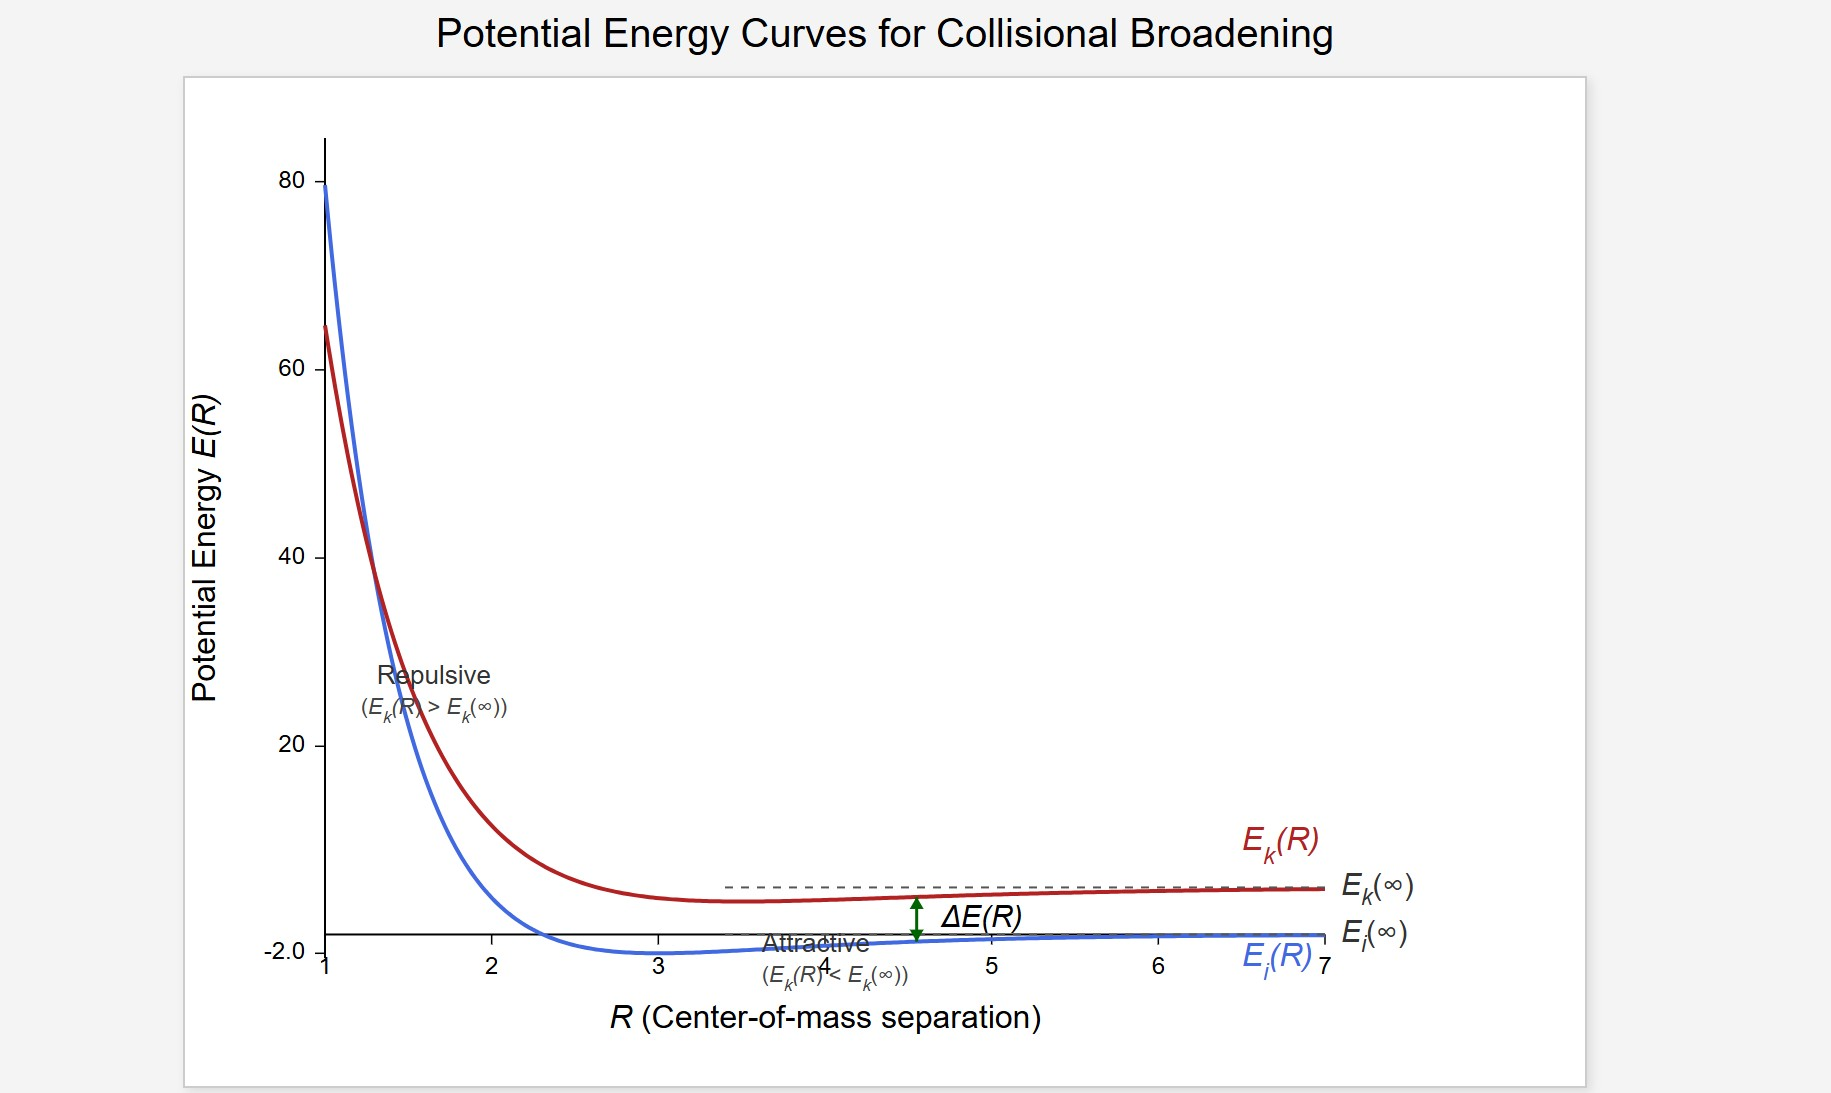 Potential Energy Curves for Collisional Broadening
Potential Energy E(R)
80
60
40
20
-2.0
Repulsive
(Eₖ(R) > Eₖ(∞))
Eₖ(R)
Eₖ(∞)
ΔE(R)
Eᵢ(∞)
Attractive
(Eₖ(R) < Eₖ(∞))
Eᵢ(R)
1 2 3 4 5 6 7
R (Center-of-mass separation)